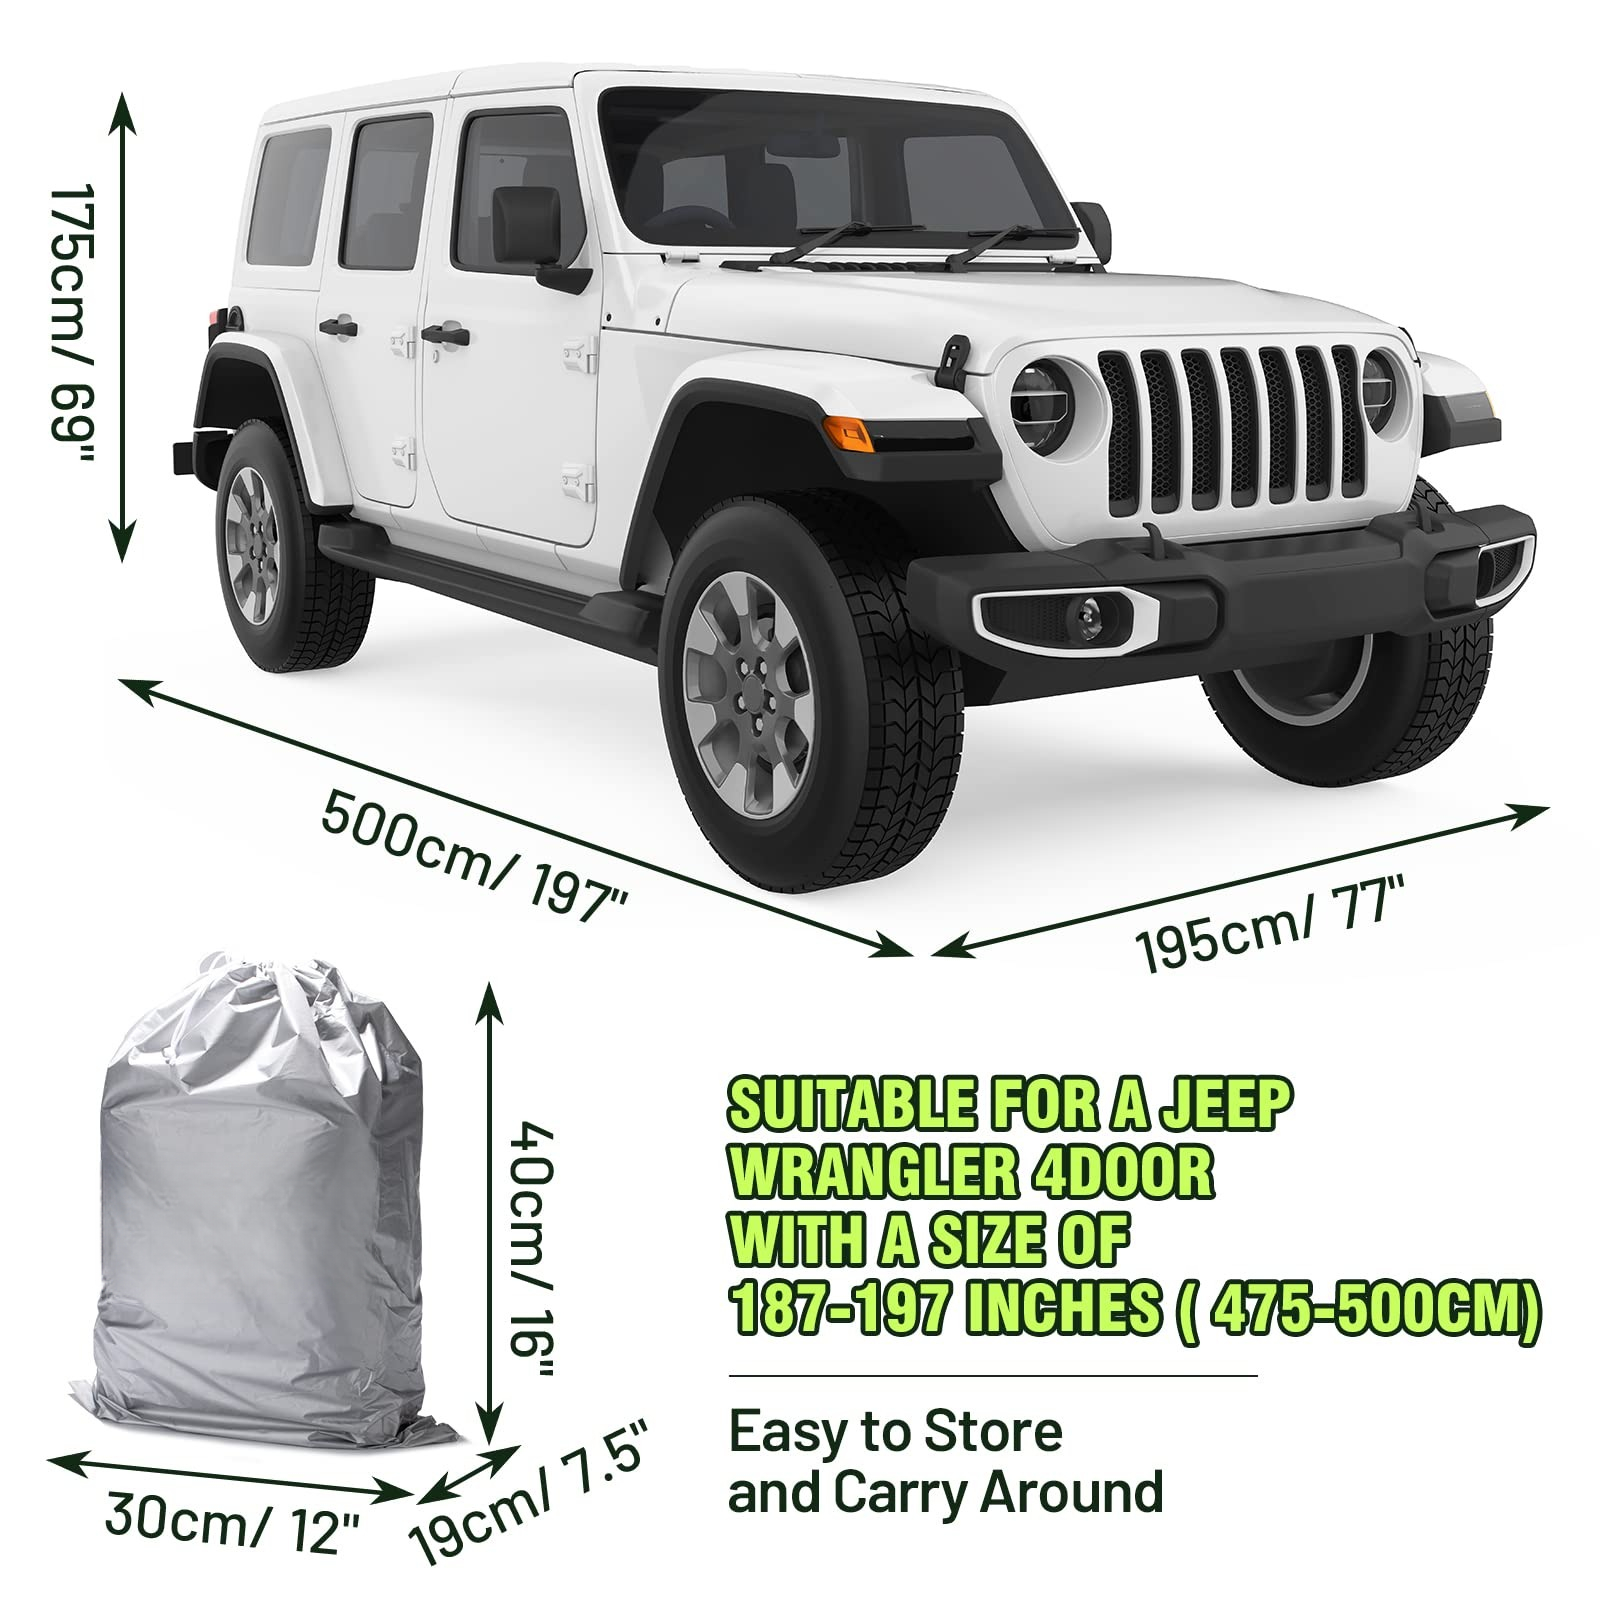 175cm/ 69"
500cm/ 197"
195cm/ 77"
40cm/ 16"
30cm/ 12"
19cm/ 7.5"
SUITABLE FOR A JEEP
WRANGLER 4DOOR
WITH A SIZE OF
187-197 INCHES ( 475-500CM)
Easy to Store
and Carry Around